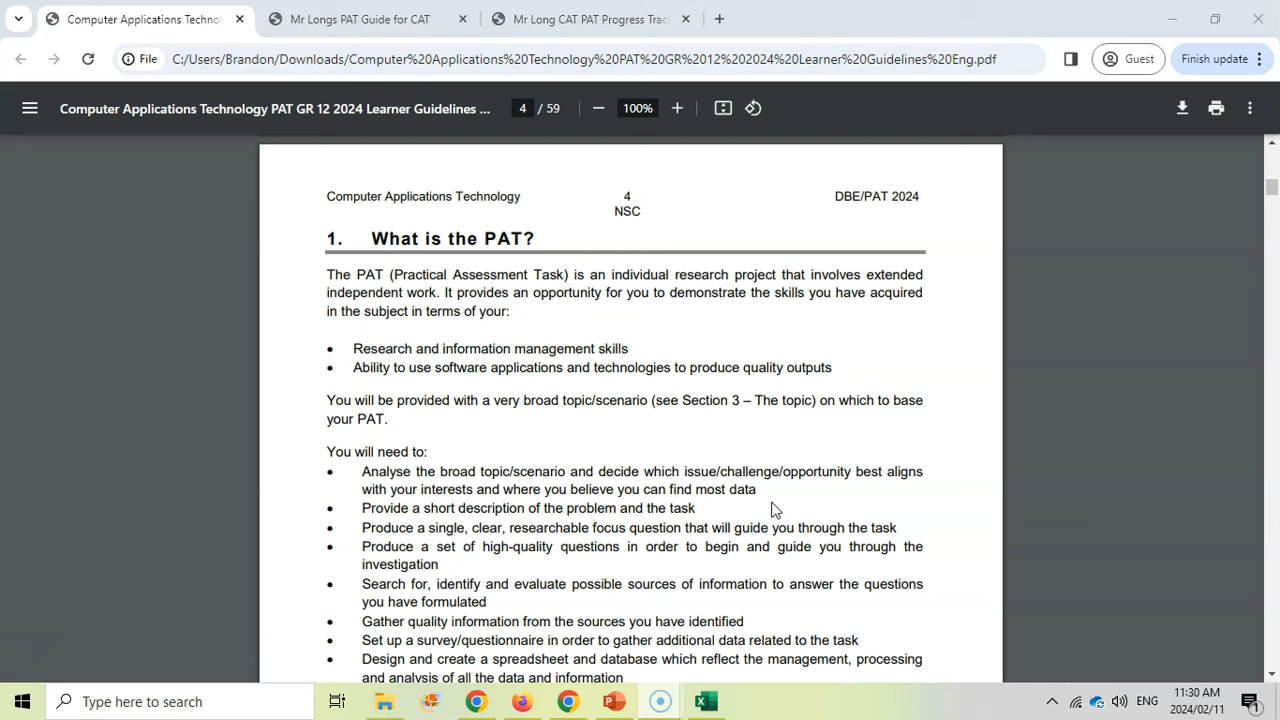 Computer Applications Technol
Mr Longs PAT Guide for CAT
Mr Long CAT PAT Progress Trac
File
C:/Users/Brandon/Downloads/Computer%20Applications%20Technology%20PAT%20GR%2012%202024%20Learner%20Guidelines%20Eng.pdf
Guest
Finish update
Computer Applications Technology PAT GR 12 2024 Learner Guidelines ...
4 / 59
100%
Computer Applications Technology 4 DBE/PAT 2024
NSC
1. What is the PAT?
The PAT (Practical Assessment Task) is an individual research project that involves extended
independent work. It provides an opportunity for you to demonstrate the skills you have acquired
in the subject in terms of your:
• Research and information management skills
• Ability to use software applications and technologies to produce quality outputs
You will be provided with a very broad topic/scenario (see Section 3 – The topic) on which to base
your PAT.
You will need to:
• Analyse the broad topic/scenario and decide which issue/challenge/opportunity best aligns
with your interests and where you believe you can find most data
• Provide a short description of the problem and the task
• Produce a single, clear, researchable focus question that will guide you through the task
• Produce a set of high-quality questions in order to begin and guide you through the
investigation
• Search for, identify and evaluate possible sources of information to answer the questions
you have formulated
• Gather quality information from the sources you have identified
• Set up a survey/questionnaire in order to gather additional data related to the task
• Design and create a spreadsheet and database which reflect the management, processing
and analysis of all the data and information
Type here to search
ENG
11:30 AM
2024/02/11
1